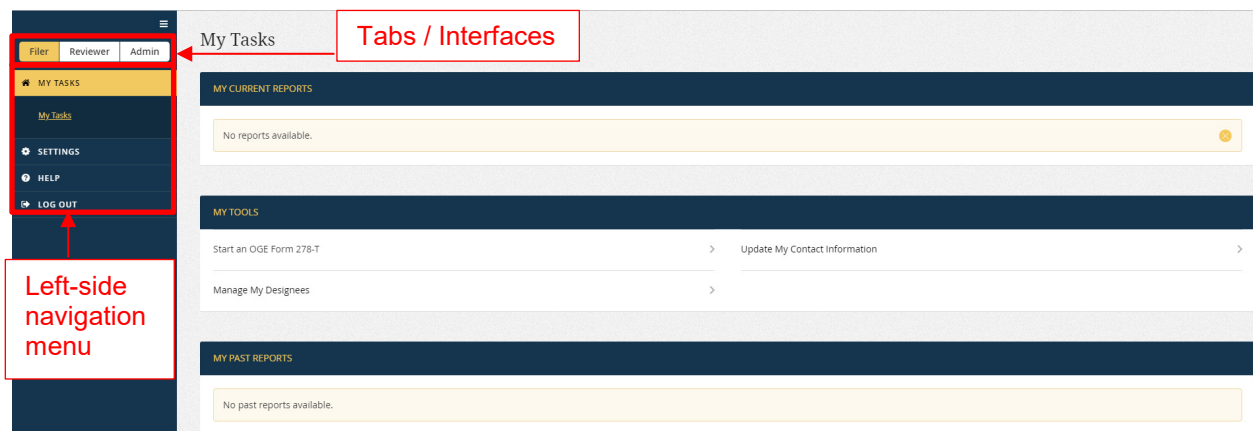 Filer Reviewer Admin
MY TASKS
My Tasks
SETTINGS
HELP
LOG OUT
Left-side
navigation
menu
My Tasks
Tabs / Interfaces
MY CURRENT REPORTS
No reports available.
MY TOOLS
Start an OGE Form 278-T
Update My Contact Information
Manage My Designees
MY PAST REPORTS
No past reports available.